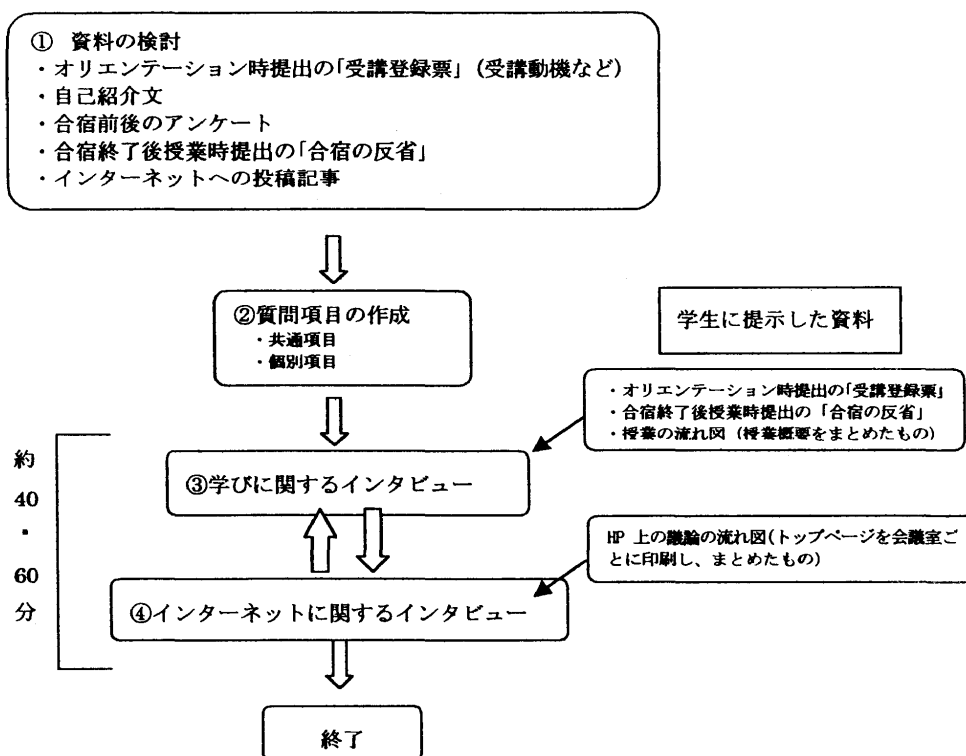 ① 資料の検討
・オリエンテーション時提出の「受講登録票」(受講動機など)
・自己紹介文
・合宿前後のアンケート
・合宿終了後授業時提出の「合宿の反省」
・インターネットへの投稿記事
②質問項目の作成
・共通項目
・個別項目
学生に提示した資料
・オリエンテーション時提出の「受講登録票」
・合宿終了後授業時提出の「合宿の反省」
・授業の流れ図(授業概要をまとめたもの)
約
40
・
60
分
③学びに関するインタビュー
HP 上の議論の流れ図(トップページを会議室ご
とに印刷し、まとめたもの)
④インターネットに関するインタビュー
終了